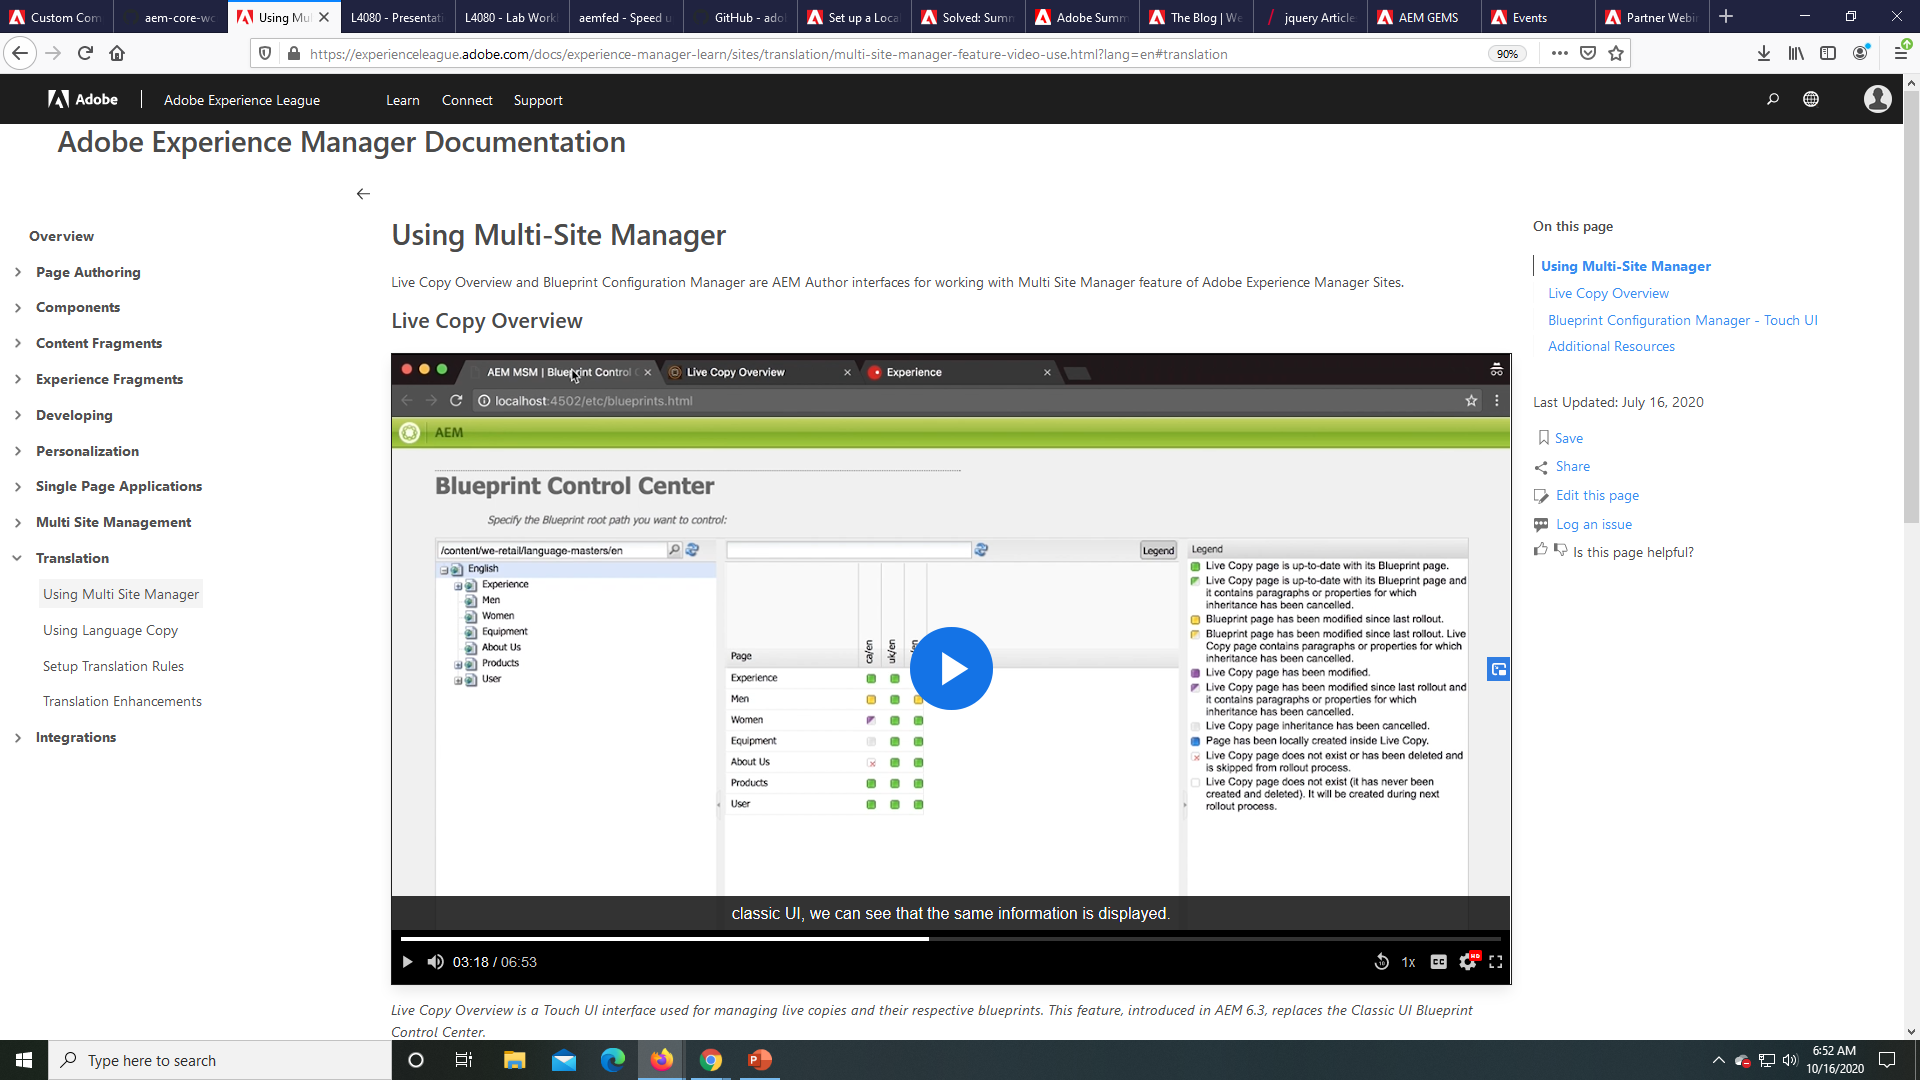 Custom Com
aem-core-wc
Using Mul
L4080 - Presentati
L4080 - Lab Work
aemfed - Speed u
GitHub - adob
Set up a Local
Solved: Summ
Adobe Summ
The Blog | We
jquery Article
AEM GEMS
Events
Partner Webin
https://experienceleague.adobe.com/docs/experience-manager-learn/sites/translation/multi-site-manager-feature-video-use.html?lang=en#translation
90%
Adobe
Adobe Experience League
Learn
Connect
Support
Adobe Experience Manager Documentation
Overview
Page Authoring
Components
Content Fragments
Experience Fragments
Developing
Personalization
Single Page Applications
Multi Site Management
Translation
Using Multi Site Manager
Using Language Copy
Setup Translation Rules
Translation Enhancements
Integrations
Using Multi-Site Manager
Live Copy Overview and Blueprint Configuration Manager are AEM Author interfaces for working with Multi Site Manager feature of Adobe Experience Manager Sites.
Live Copy Overview
AEM MSM | Blueprint Control C
Live Copy Overview
Experience
localhost:4502/etc/blueprints.html
AEM
Blueprint Control Center
Specify the Blueprint root path you want to control:
/content/we-retail/language-masters/en
English
Experience
Men
Women
Equipment
About Us
Products
User
Legend
Page
ca/en
uk/en
Experience
Men
Women
Equipment
About Us
Products
User
Legend
Live Copy page is up-to-date with its Blueprint page.
Live Copy page is up-to-date with its Blueprint page and
it contains paragraphs or properties for which
inheritance has been cancelled.
Blueprint page has been modified since last rollout.
Blueprint page has been modified since last rollout. Live
Copy page contains paragraphs or properties for which
inheritance has been cancelled.
Live Copy page has been modified.
Live Copy page has been modified since last rollout and
it contains paragraphs or properties for which
inheritance has been cancelled.
Live Copy page inheritance has been cancelled.
Page has been locally created inside Live Copy.
Live Copy page does not exist or has been deleted and
is skipped from rollout process.
Live Copy page does not exist (it has never been
created and deleted). It will be created during next
rollout process.
classic UI, we can see that the same information is displayed.
03:18 / 06:53
10
1x
CC
HD
Live Copy Overview is a Touch UI interface used for managing live copies and their respective blueprints. This feature, introduced in AEM 6.3, replaces the Classic UI Blueprint
Control Center.
On this page
Using Multi-Site Manager
Live Copy Overview
Blueprint Configuration Manager - Touch UI
Additional Resources
Last Updated: July 16, 2020
Save
Share
Edit this page
Log an issue
Is this page helpful?
Type here to search
6:52 AM
10/16/2020